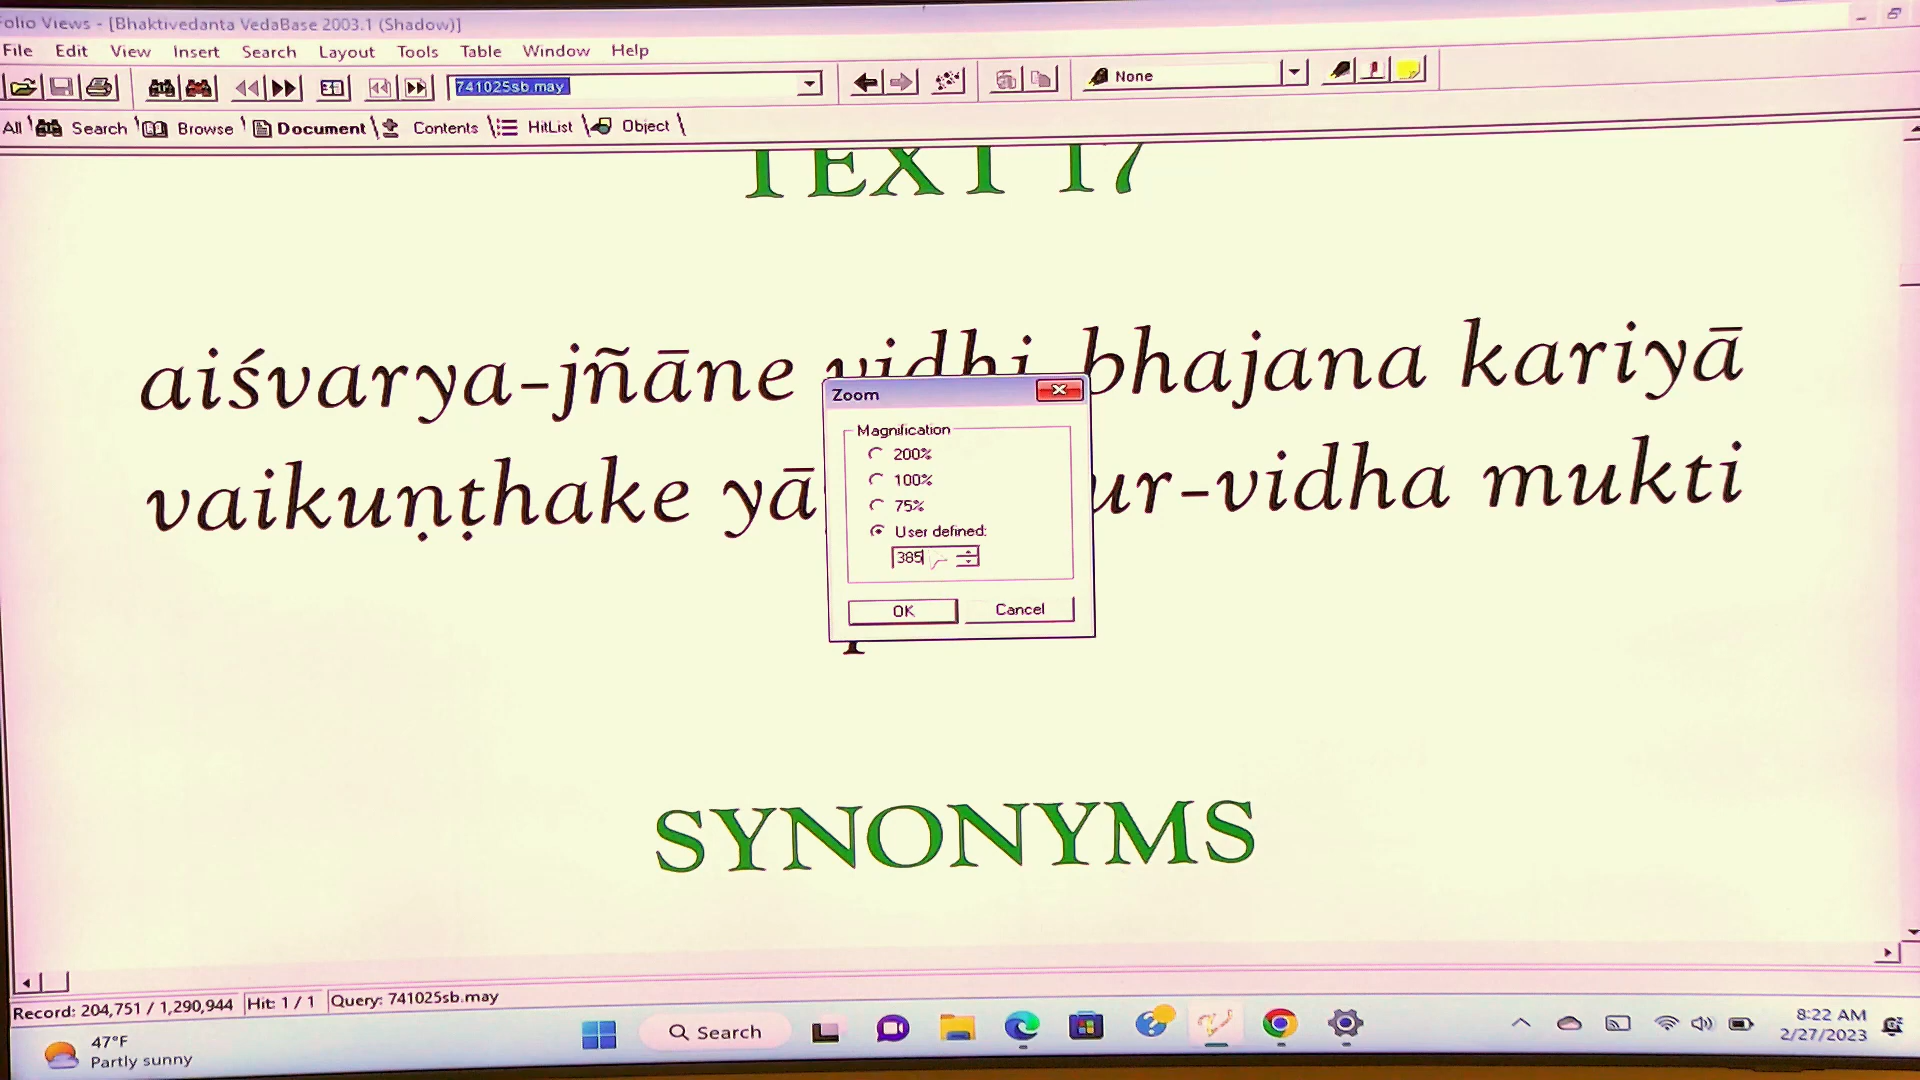 Folio Views - [Bhaktivedanta VedaBase 2003.1 (Shadow)]
File Edit View Insert Search Layout Tools Table Window Help
741025sb.may
None
All Search Browse Document Contents HitList Object
TEXT 17
aiśvarya-jñāne vidhi-bhajana kariyā
vaikuṇṭhake yā ur-vidha mukti
Zoom
Magnification
200%
100%
75%
User defined:
385
OK Cancel
SYNONYMS
Record: 204,751 / 1,290,944 Hit: 1 / 1 Query: 741025sb.may
47°F
Partly sunny
Search
8:22 AM
2/27/2023